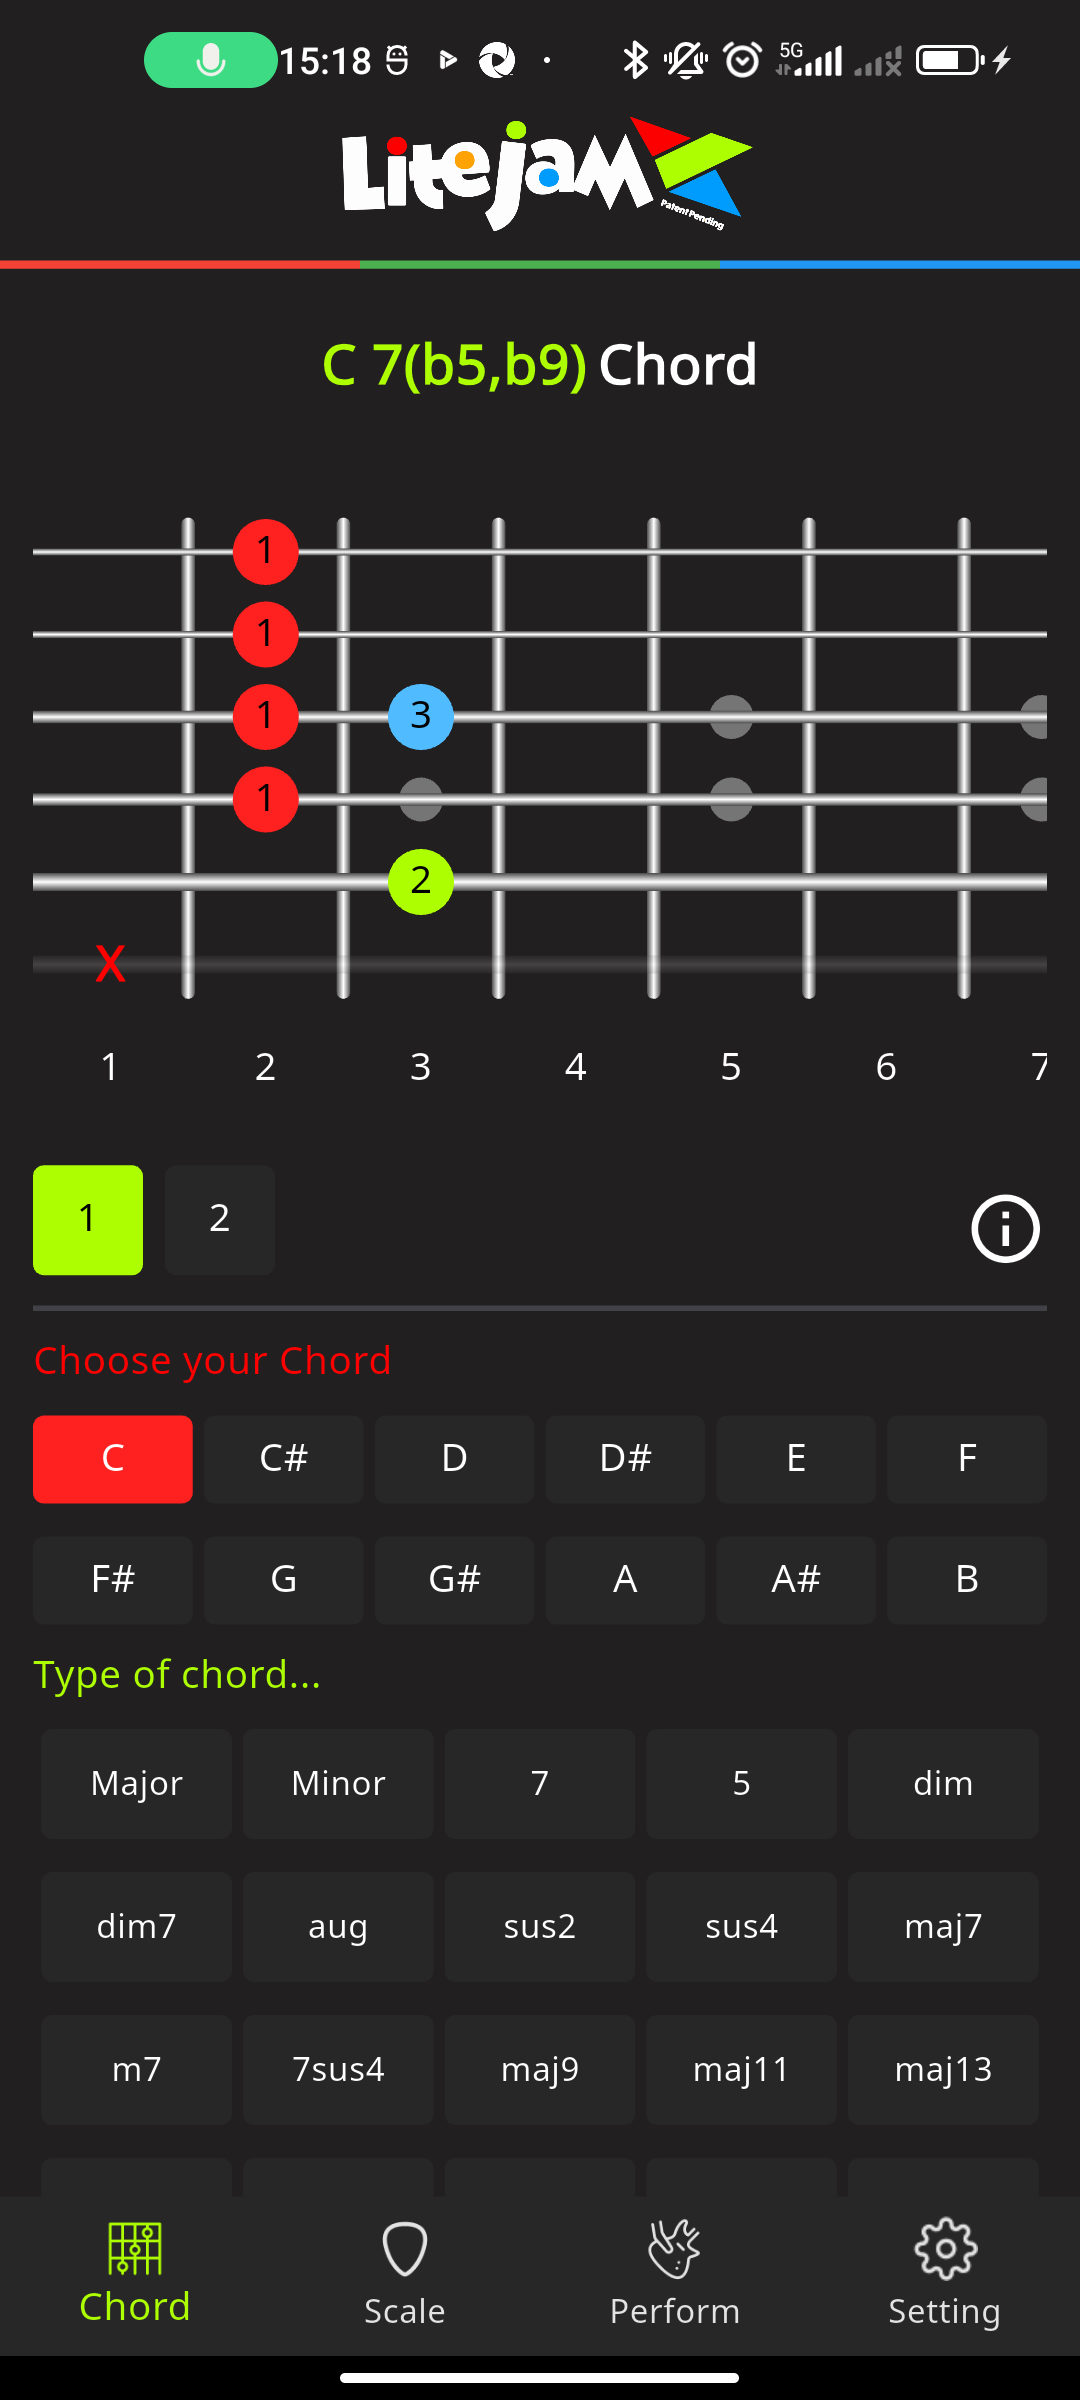 15:18 5G
Litejam
Patent Pending
C 7(b5,b9) Chord
1
1
1 3
1
2
X
1 2 3 4 5 6 7
1 2
Choose your Chord
C C# D D# E F
F# G G# A A# B
Type of chord...
Major Minor 7 5 dim
dim7 aug sus2 sus4 maj7
m7 7sus4 maj9 maj11 maj13
Chord Scale Perform Setting